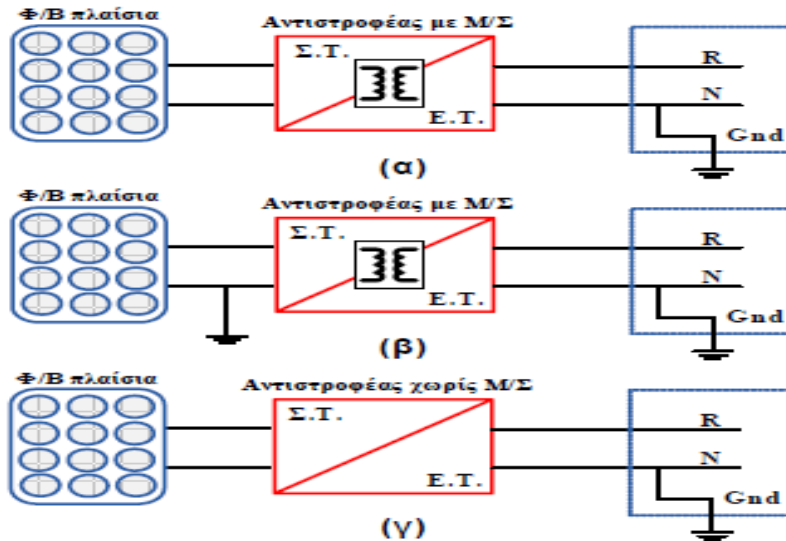 Φ/Β πλαίσια
Αντιστροφέας με Μ/Σ
Σ.Τ.
Ε.Τ.
R
N
Gnd
(α)
Φ/Β πλαίσια
Αντιστροφέας με Μ/Σ
Σ.Τ.
Ε.Τ.
R
N
Gnd
(β)
Φ/Β πλαίσια
Αντιστροφέας χωρίς Μ/Σ
Σ.Τ.
Ε.Τ.
R
N
Gnd
(γ)